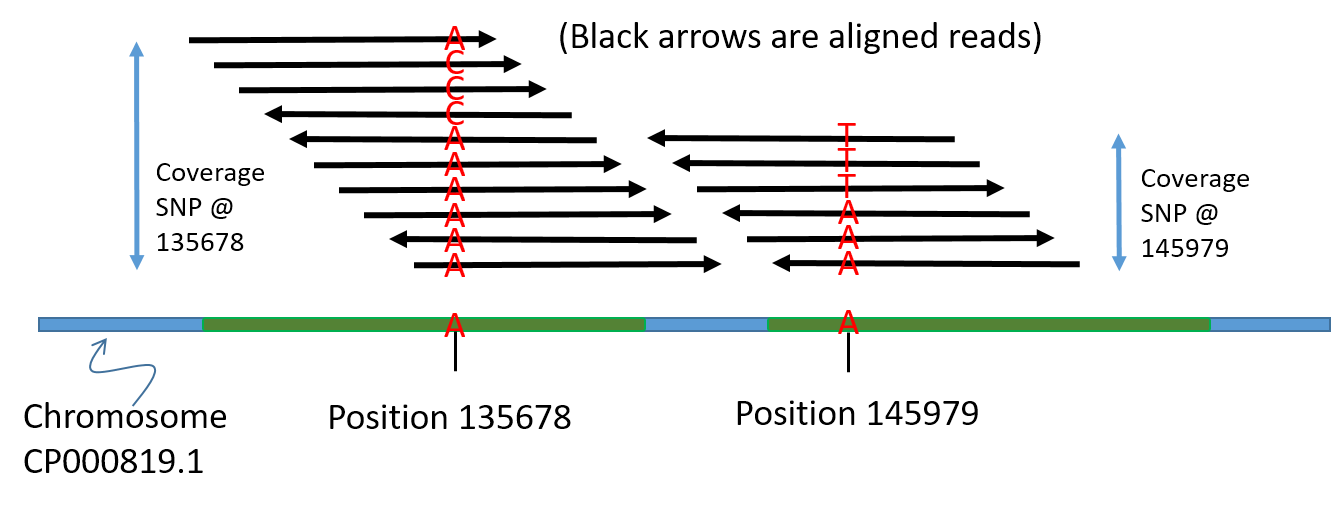 (Black arrows are aligned reads)
A
C
C
C
A
A
A
A
A
A
T
T
T
A
A
A
Coverage
SNP @
135678
Coverage
SNP @
145979
A
A
Position 135678
Position 145979
Chromosome
CP000819.1